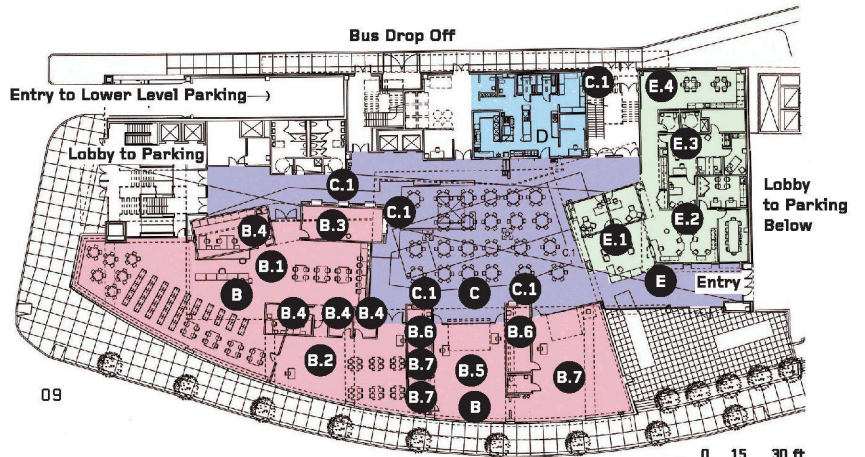 Bus Drop Off
C.1
E.4
Entry to Lower Level Parking
D
E.3
Lobby to Parking
C.1
Lobby
to Parking
Below
C.1
B.4
B.3
E.2
E.1
B.1
E
Entry
B
C.1
C
C.1
B.4
B.4
B.4
B.6
B.6
B.2
B.7
B.5
B.7
B.7
B
09
0 15 30 ft